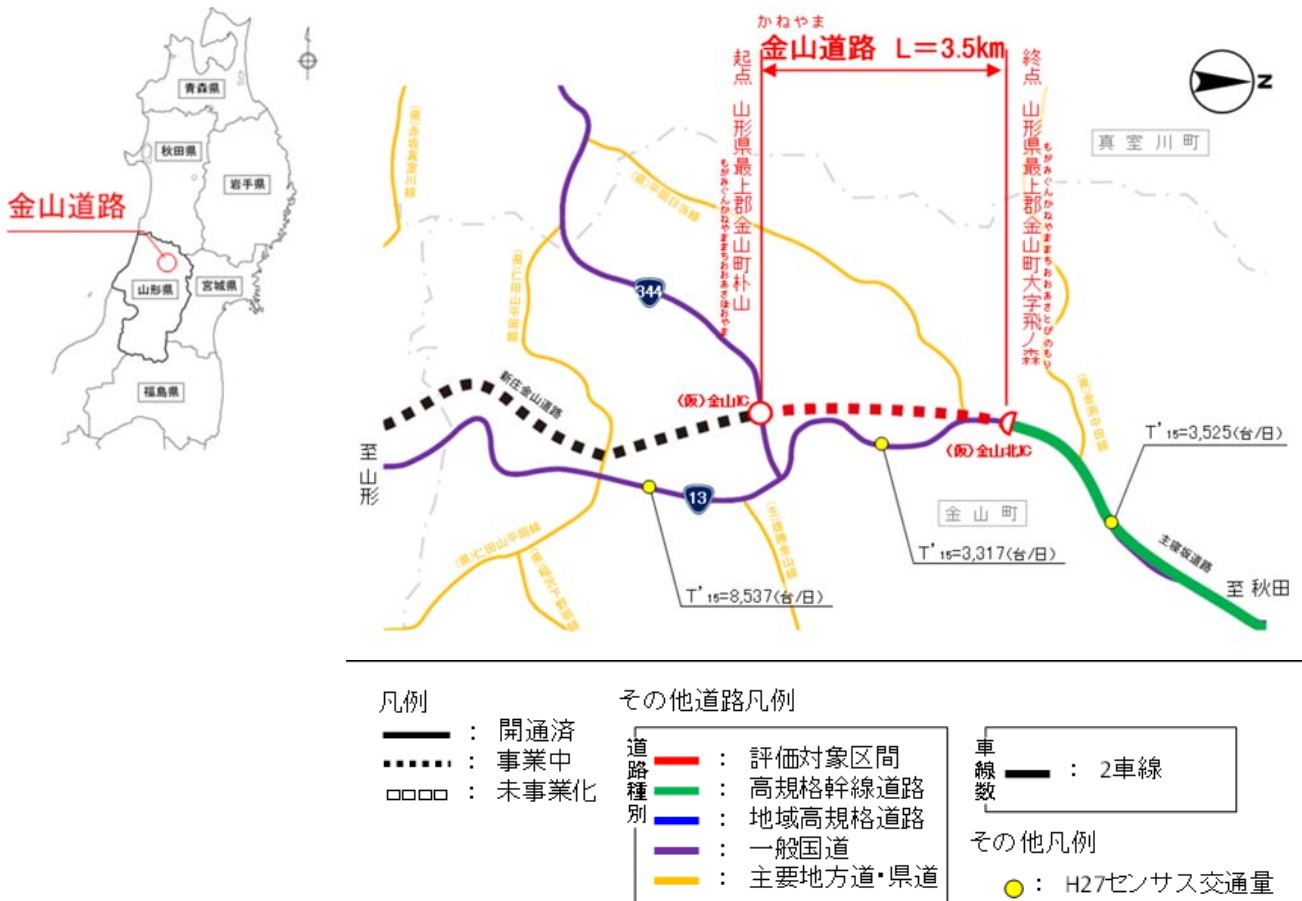 青森県
秋田県
岩手県
金山道路
山形県
宮城県
福島県
かねやま
金山道路 L=3.5km
起点 山形県最上郡金山町朴山
もがみぐんかねやままちおおあさほおやま
終点 山形県最上郡金山町大字飛ノ森
もがみぐんかねやままちおおあさとびのもり
N
真室川町
344
新庄金山道路
(仮)金山IC
(仮)金山北IC
至山形
13
金山町
T'15=3,525(台/日)
T'15=3,317(台/日)
T'15=8,537(台/日)
主寝坂道路
至 秋田
(県)仁田山平岡線
凡例
: 開通済
: 事業中
: 未事業化
その他道路凡例
道路種別
: 評価対象区間
: 高規格幹線道路
: 地域高規格道路
: 一般国道
: 主要地方道・県道
車線数
: 2車線
その他凡例
: H27センサス交通量